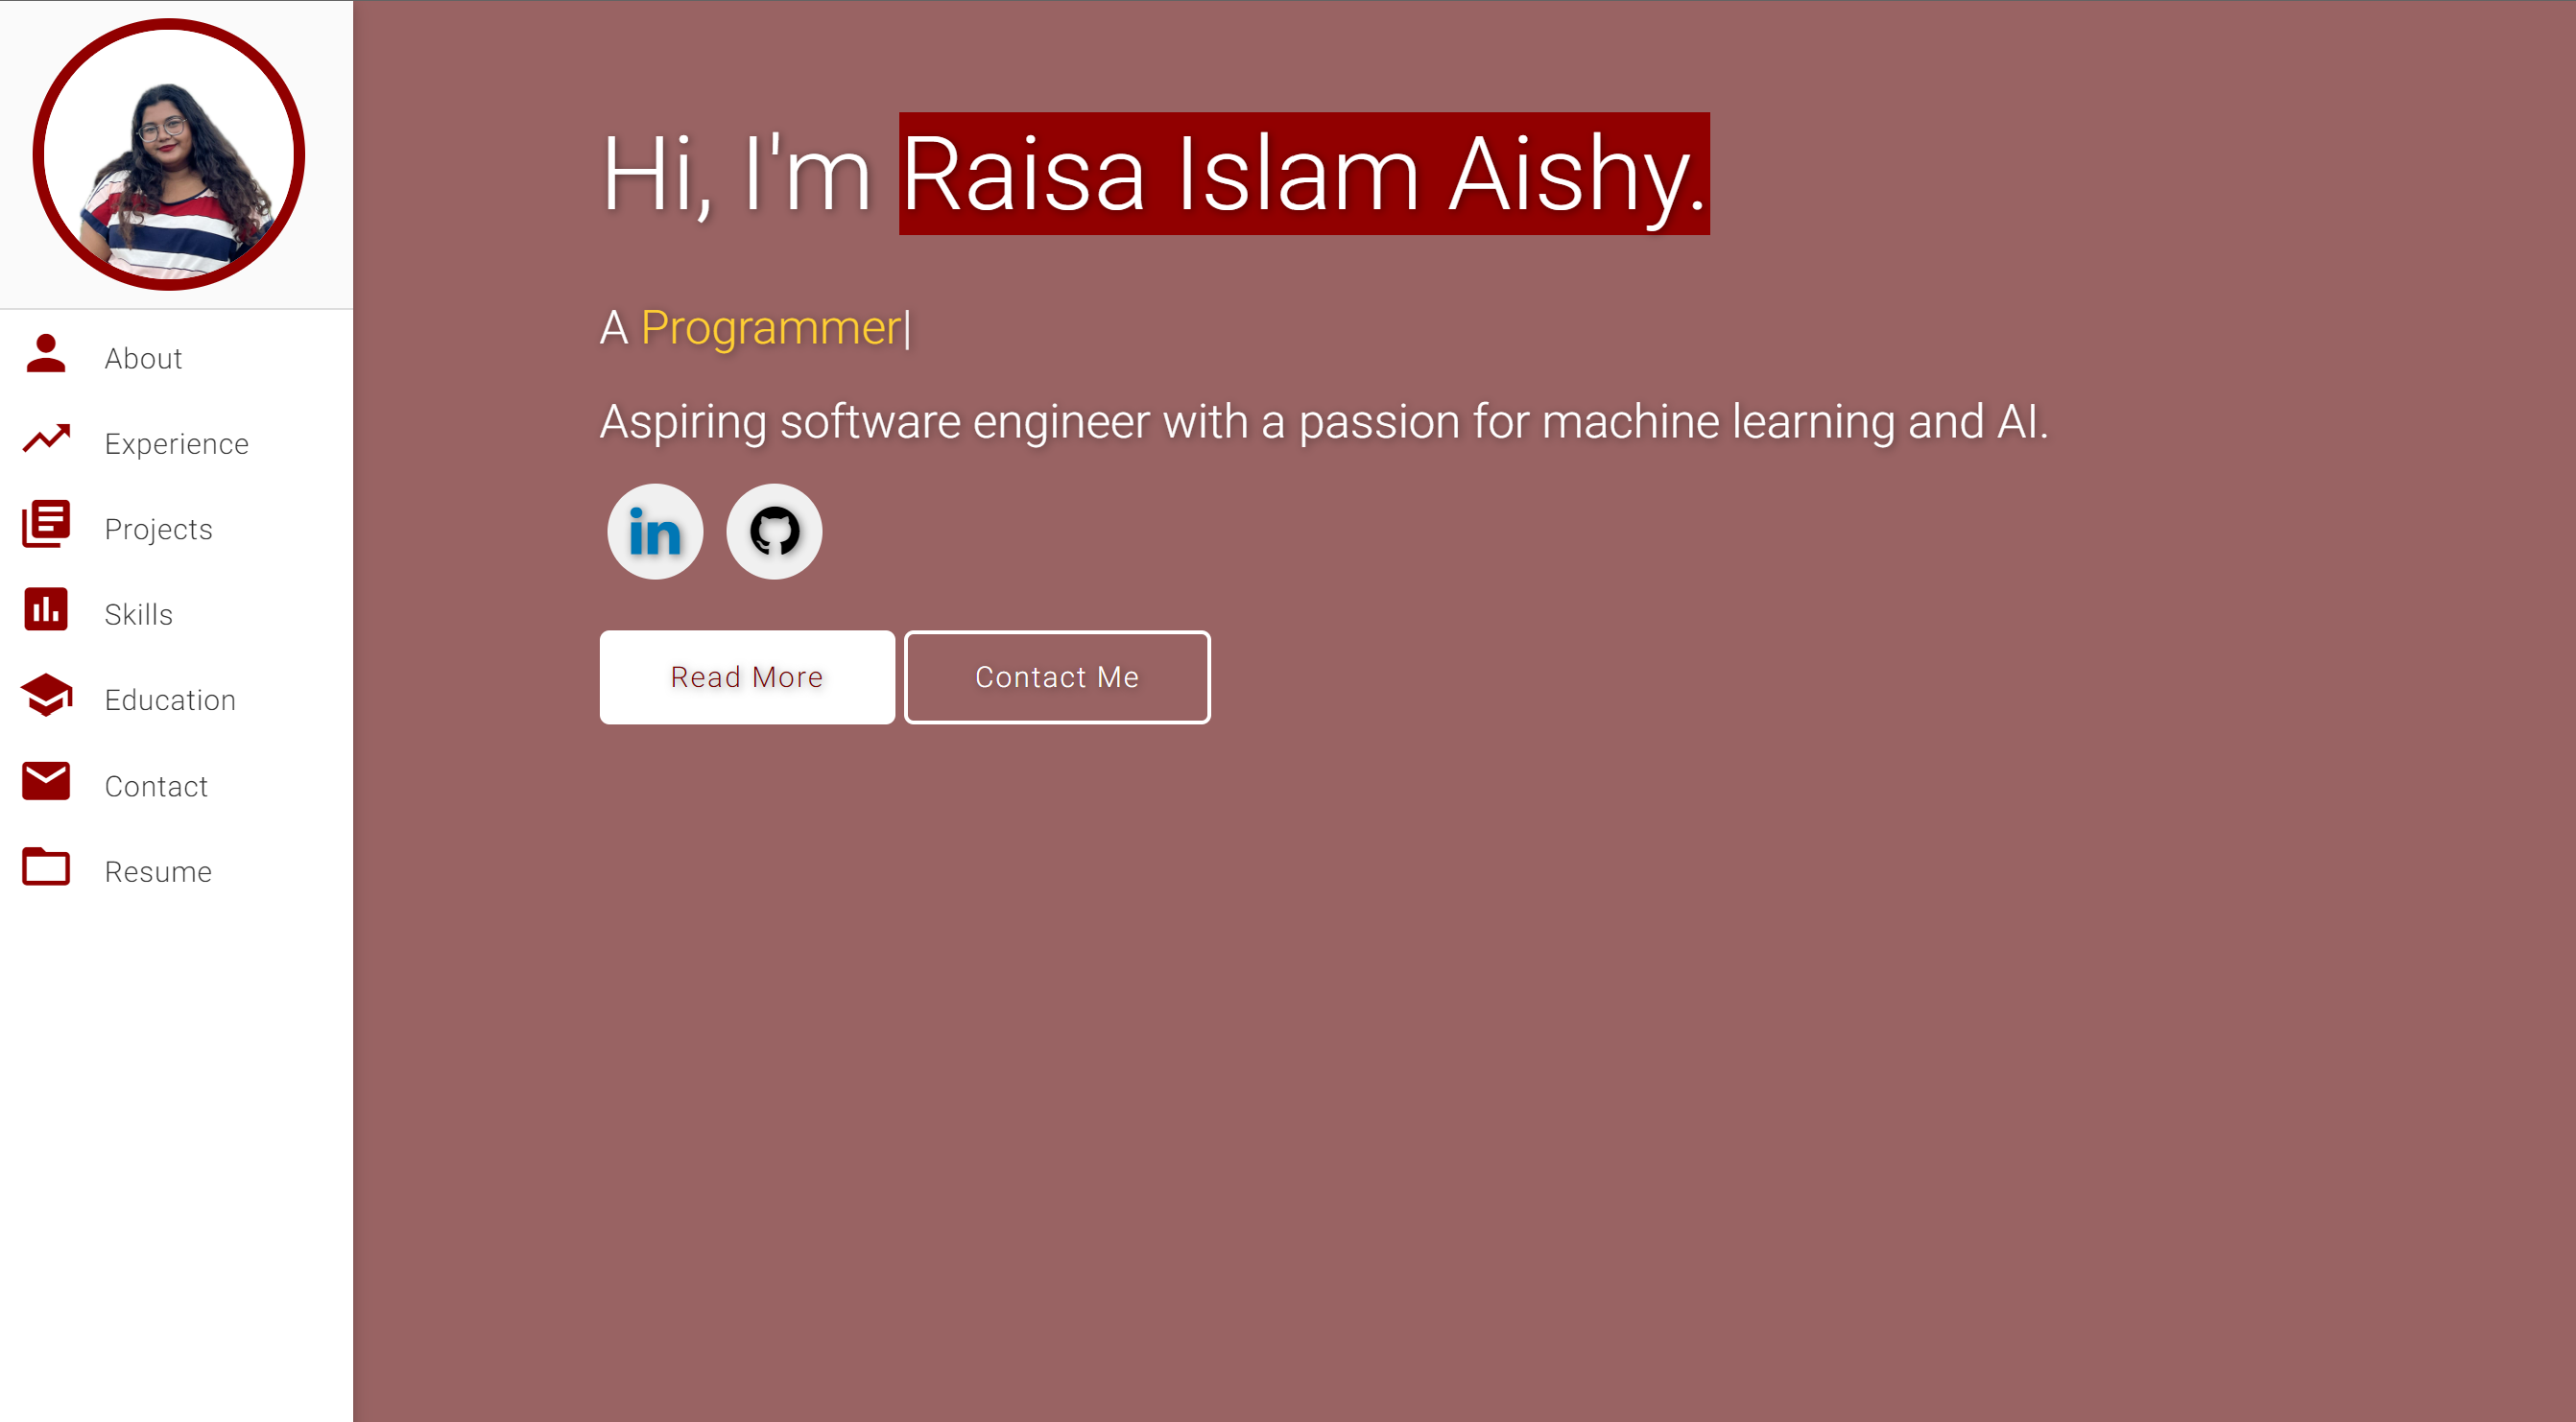 About
Experience
Projects
Skills
Education
Contact
Resume
Hi, I'm Raisa Islam Aishy.
A Programmer|
Aspiring software engineer with a passion for machine learning and AI.
in
Read More
Contact Me